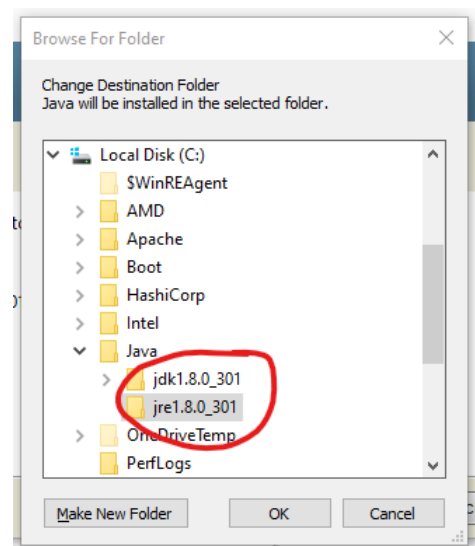 Browse For Folder
Change Destination Folder
Java will be installed in the selected folder.
Local Disk (C:)
$WinREAgent
AMD
Apache
Boot
HashiCorp
Intel
Java
jdk1.8.0_301
jre1.8.0_301
OneDriveTemp
PerfLogs
Make New Folder
OK
Cancel